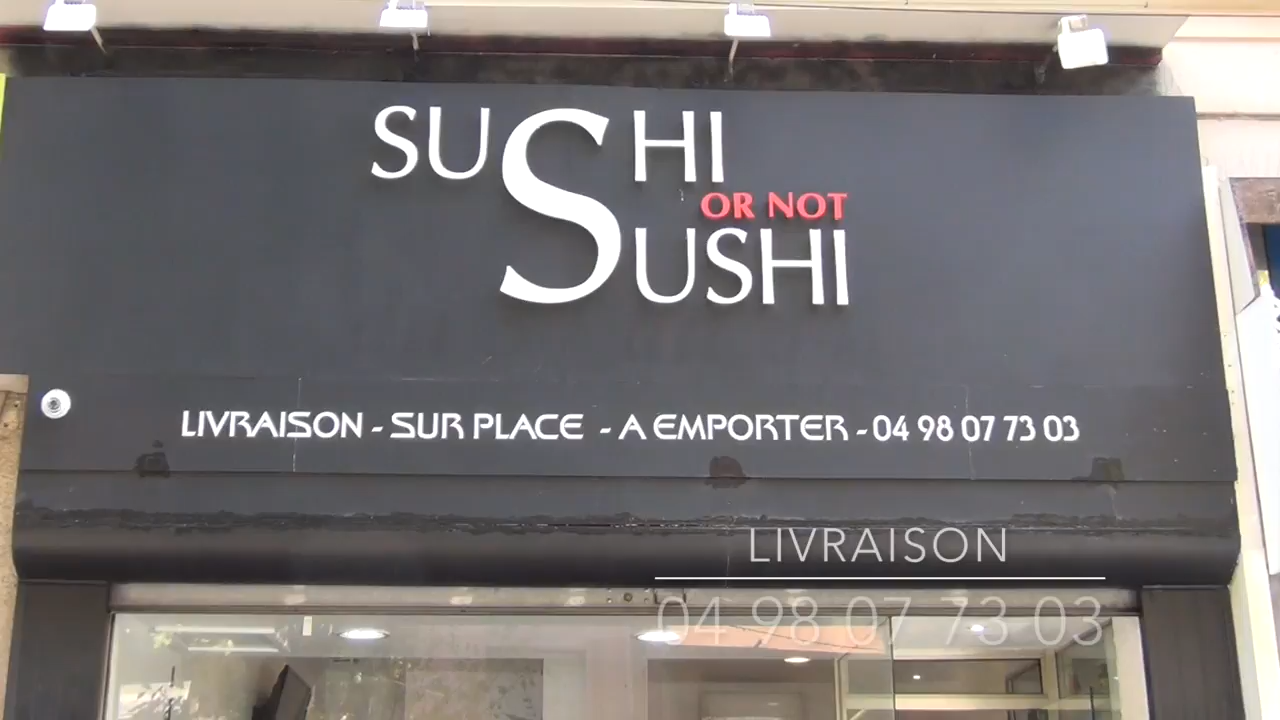 SUSHI
OR NOT
SUSHI
LIVRAISON - SUR PLACE - A EMPORTER - 04 98 07 73 03
LIVRAISON
04 98 07 73 03